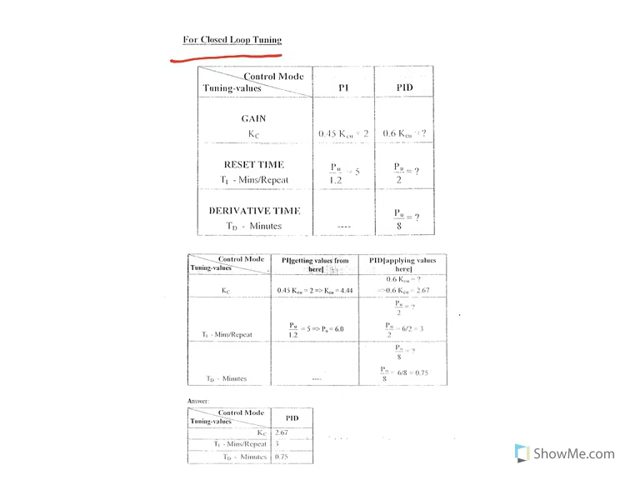 For Closed Loop Tuning
Control Mode
Tuning-values
PI
PID
GAIN
Kc
0.45 Kcu = 2
0.6 Kcu = ?
RESET TIME
TI - Mins/Repeat
Pu
1.2
= 5
Pu
2
= ?
DERIVATIVE TIME
TD - Minutes
----
Pu
8
= ?
Control Mode
Tuning-values
PI[getting values from
here]
PID[applying values
here]
Kc
0.45 Kcu = 2 => Kcu = 4.44
0.6 Kcu = ?
=>0.6 Kcu = 2.67
TI - Mins/Repeat
Pu
1.2
= 5 => Pu = 6.0
Pu
2
= ?
Pu
2
= 6/2 = 3
TD - Minutes
----
Pu
8
= ?
Pu
8
= 6/8 = 0.75
Answer:
Control Mode
Tuning-values
PID
Kc
2.67
TI - Mins/Repeat
3
TD - Minutes
0.75
ShowMe.com